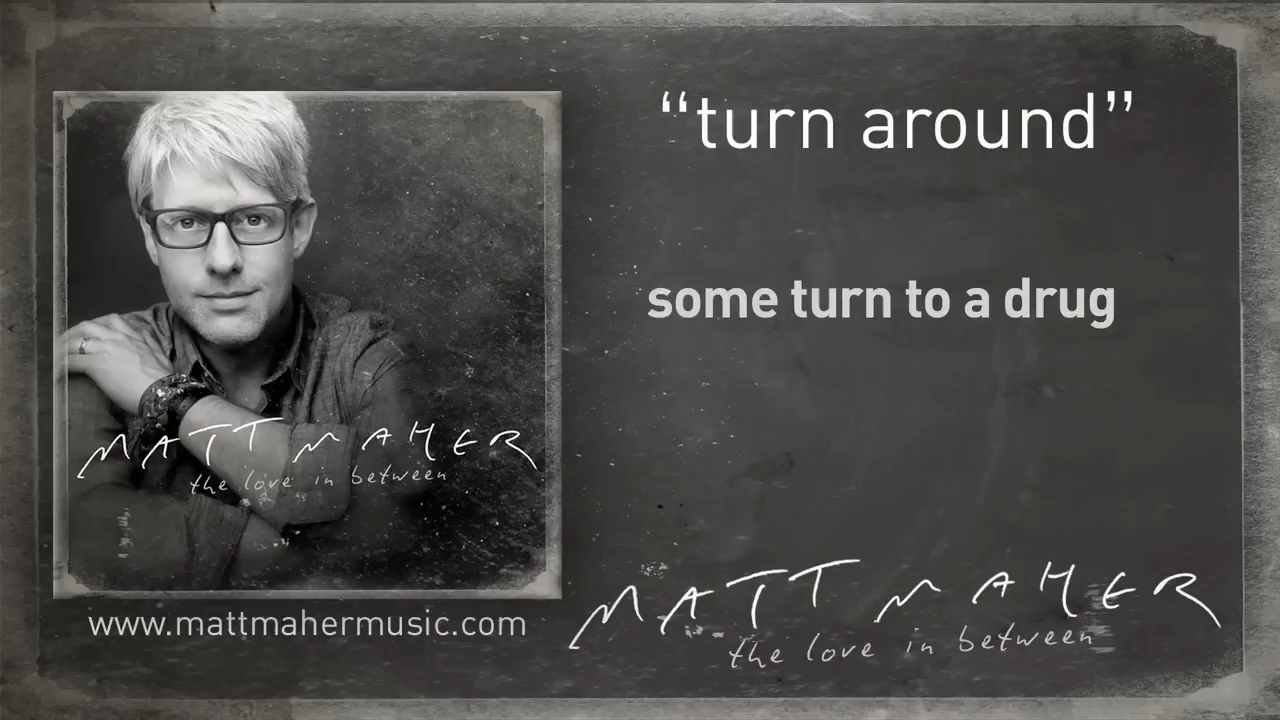 “turn around”
some turn to a drug
MATT MAHER
the love in between
www.mattmahermusic.com
MATT MAHER
the love in between